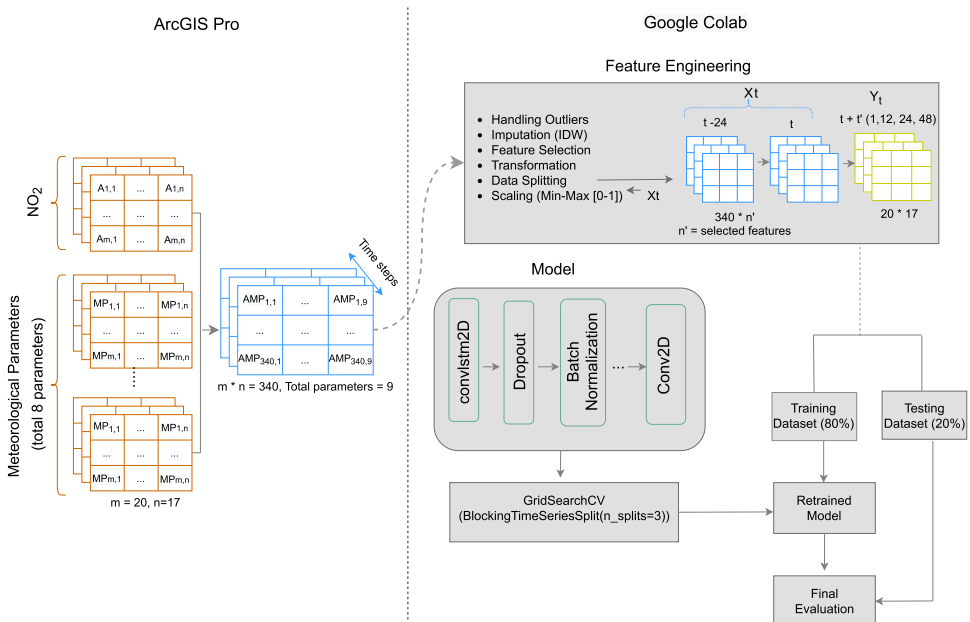 ArcGIS Pro
NO2
A1,1 ... A1,n
... ... ...
Am,1 ... Am,n
Meteorological Parameters
(total 8 parameters)
MP1,1 ... MP1,n
... ... ...
MPm,1 ... MPm,n
......
MP1,1 ... MP1,n
... ... ...
MPm,1 ... MPm,n
m = 20, n=17
Time steps
AMP1,1 ... AMP1,9
... ... ...
AMP340,1 ... AMP340,9
m * n = 340, Total parameters = 9
Google Colab
Feature Engineering
• Handling Outliers
• Imputation (IDW)
• Feature Selection
• Transformation
• Data Splitting
• Scaling (Min-Max [0-1])
Xt
Xt
t -24
t
340 * n'
n' = selected features
Yt
t + t' (1,12, 24, 48)
20 * 17
Model
convlstm2D
Dropout
Batch
Normalization
...
Conv2D
GridSearchCV
(BlockingTimeSeriesSplit(n_splits=3))
Training
Dataset (80%)
Testing
Dataset (20%)
Retrained
Model
Final
Evaluation